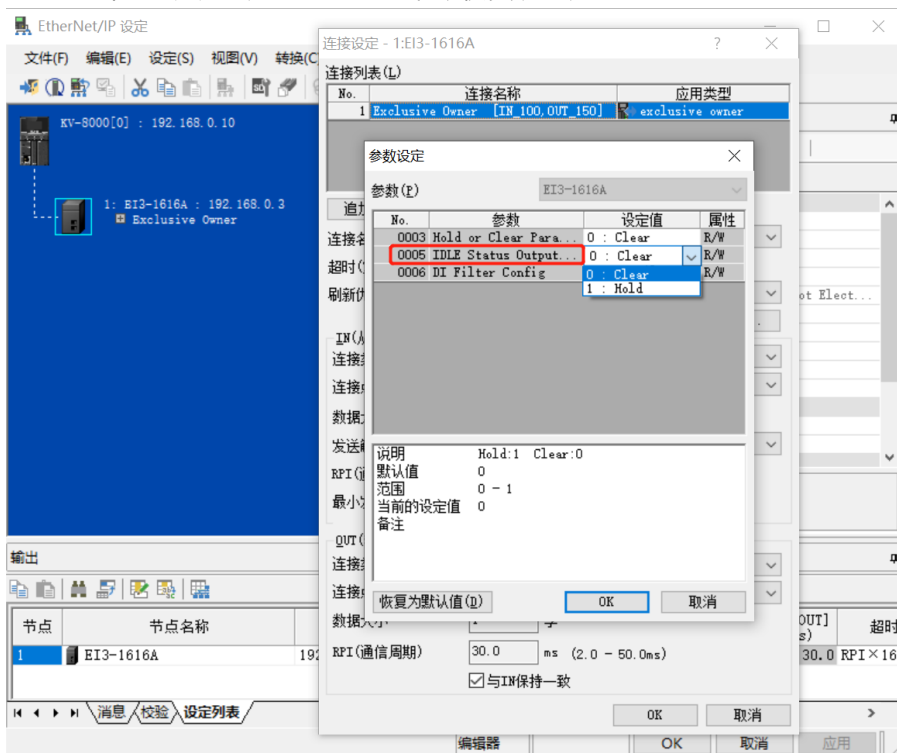 EtherNet/IP 设定
文件(F) 编辑(E) 设定(S) 视图(V) 转换(C
KV-8000[0] : 192.168.0.10
1: EI3-1616A : 192.168.0.3
Exclusive Owner
连接设定 - 1:EI3-1616A
连接列表(L)
No. 连接名称 应用类型
1 Exclusive Owner [IN_100,OUT_150] exclusive owner
参数设定
参数(P) EI3-1616A
No. 参数 设定值 属性
0003 Hold or Clear Para... 0 : Clear R/W
0005 IDLE Status Output... 0 : Clear R/W
0006 DI Filter Config R/W
0 : Clear
1 : Hold
说明 Hold:1 Clear:0
默认值 0
范围 0 - 1
当前的设定值 0
备注
恢复为默认值(D) OK 取消
追
连接
超时(
刷新
IN(
连接
连接
数据
发送
RPI(
最小
OUT(
连接
连接
数据大小 1 字
RPI(通信周期) 30.0 ms (2.0 - 50.0ms)
与IN保持一致
OK 取消
ot Elect...
输出
节点 节点名称
1 EI3-1616A 192
OUT] 超时
s)
30.0 RPI×16
消息 校验 设定列表
编辑器 OK 取消 应用